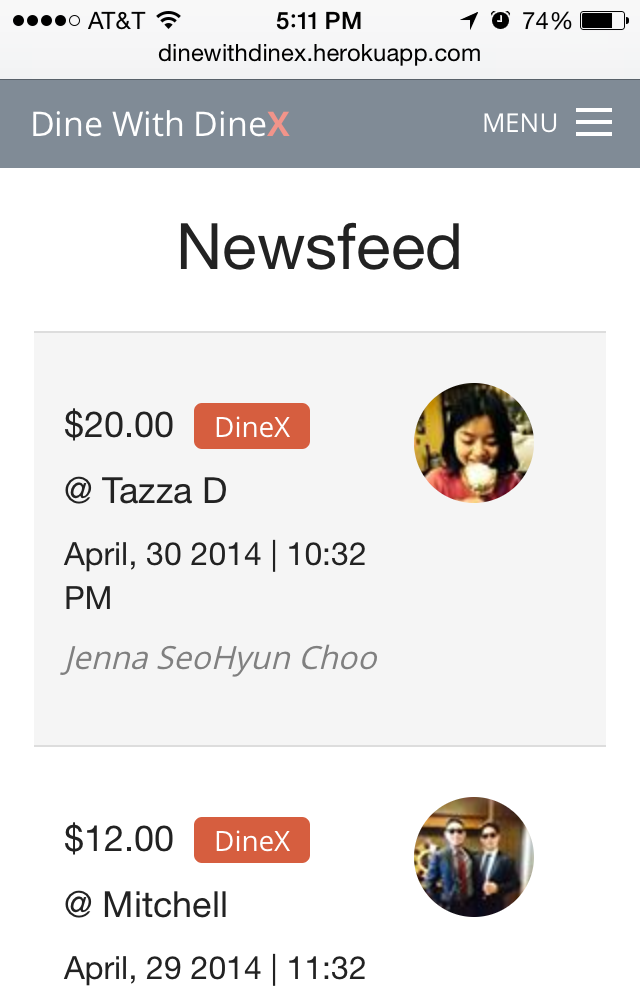 AT&T 5:11 PM 74%
dinewithdinex.herokuapp.com
Dine With DineX MENU
Newsfeed
$20.00 DineX
@ Tazza D
April, 30 2014 | 10:32
PM
Jenna SeoHyun Choo
$12.00 DineX
@ Mitchell
April, 29 2014 | 11:32